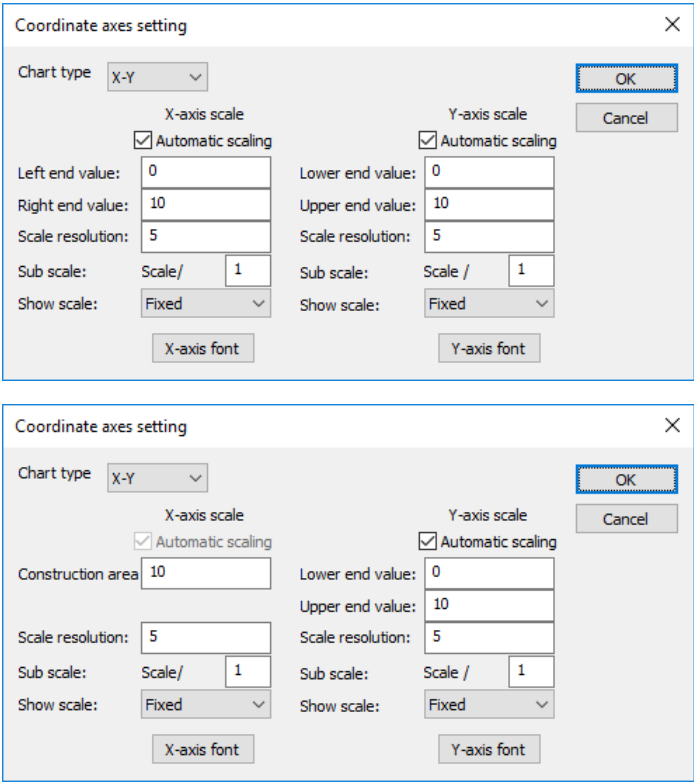 Coordinate axes setting
Chart type X-Y OK
X-axis scale Y-axis scale Cancel
Automatic scaling Automatic scaling
Left end value: 0 Lower end value: 0
Right end value: 10 Upper end value: 10
Scale resolution: 5 Scale resolution: 5
Sub scale: Scale/ 1 Sub scale: Scale / 1
Show scale: Fixed Show scale: Fixed
X-axis font Y-axis font
Coordinate axes setting
Chart type X-Y OK
X-axis scale Y-axis scale Cancel
Automatic scaling Automatic scaling
Construction area 10 Lower end value: 0
Upper end value: 10
Scale resolution: 5 Scale resolution: 5
Sub scale: Scale/ 1 Sub scale: Scale / 1
Show scale: Fixed Show scale: Fixed
X-axis font Y-axis font